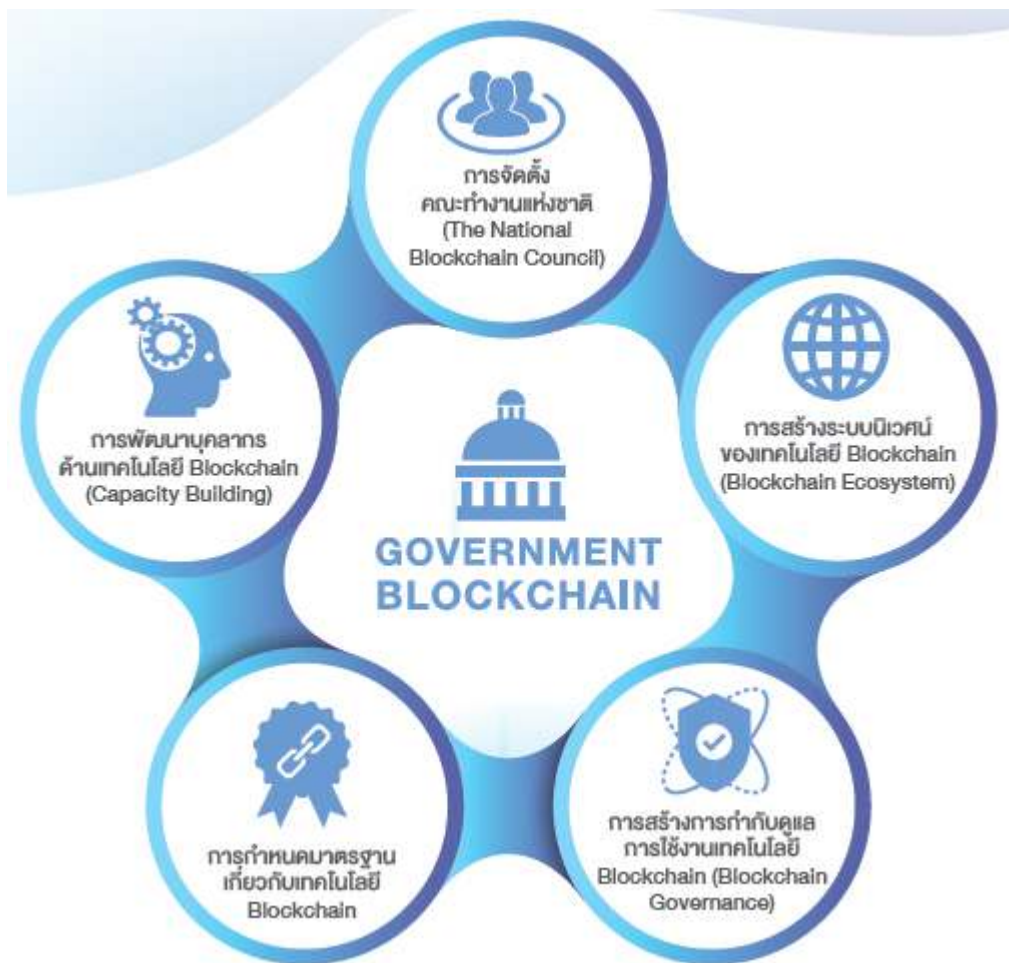 การจัดตั้ง
คณะทำงานแห่งชาติ
(The National
Blockchain Council)
การสร้างระบบนิเวศน์
ของเทคโนโลยี Blockchain
(Blockchain Ecosystem)
การพัฒนาบุคลากร
ด้านเทคโนโลยี Blockchain
(Capacity Building)
GOVERNMENT
BLOCKCHAIN
การสร้างการกำกับดูแล
การใช้งานเทคโนโลยี
Blockchain (Blockchain
Governance)
การกำหนดมาตรฐาน
เกี่ยวกับเทคโนโลยี
Blockchain